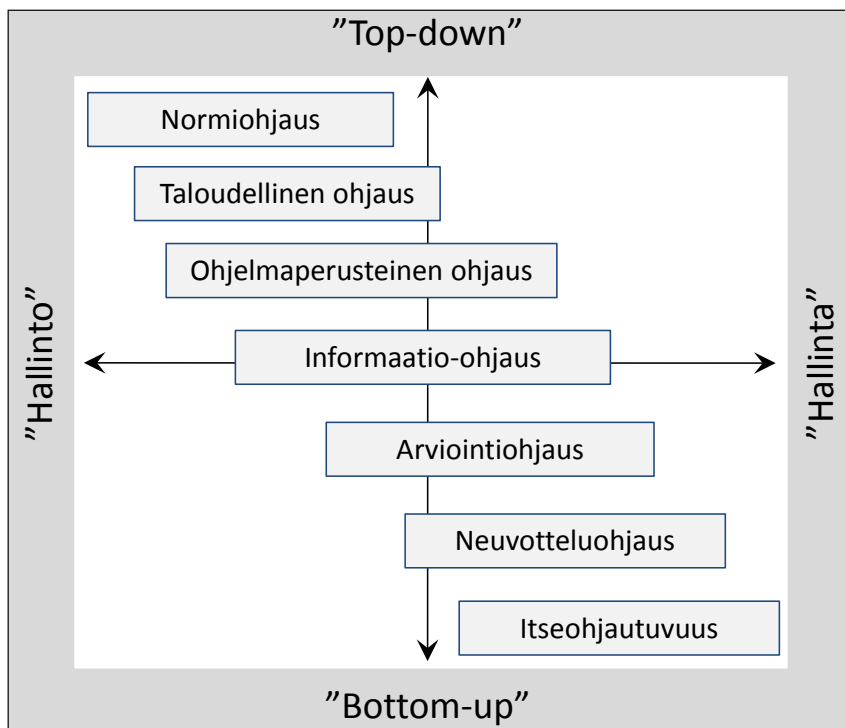 ”Top-down”
Normiohjaus
Taloudellinen ohjaus
Ohjelmaperusteinen ohjaus
”Hallinto”
Informaatio-ohjaus
”Hallinta”
Arviointiohjaus
Neuvotteluohjaus
Itseohjautuvuus
”Bottom-up”